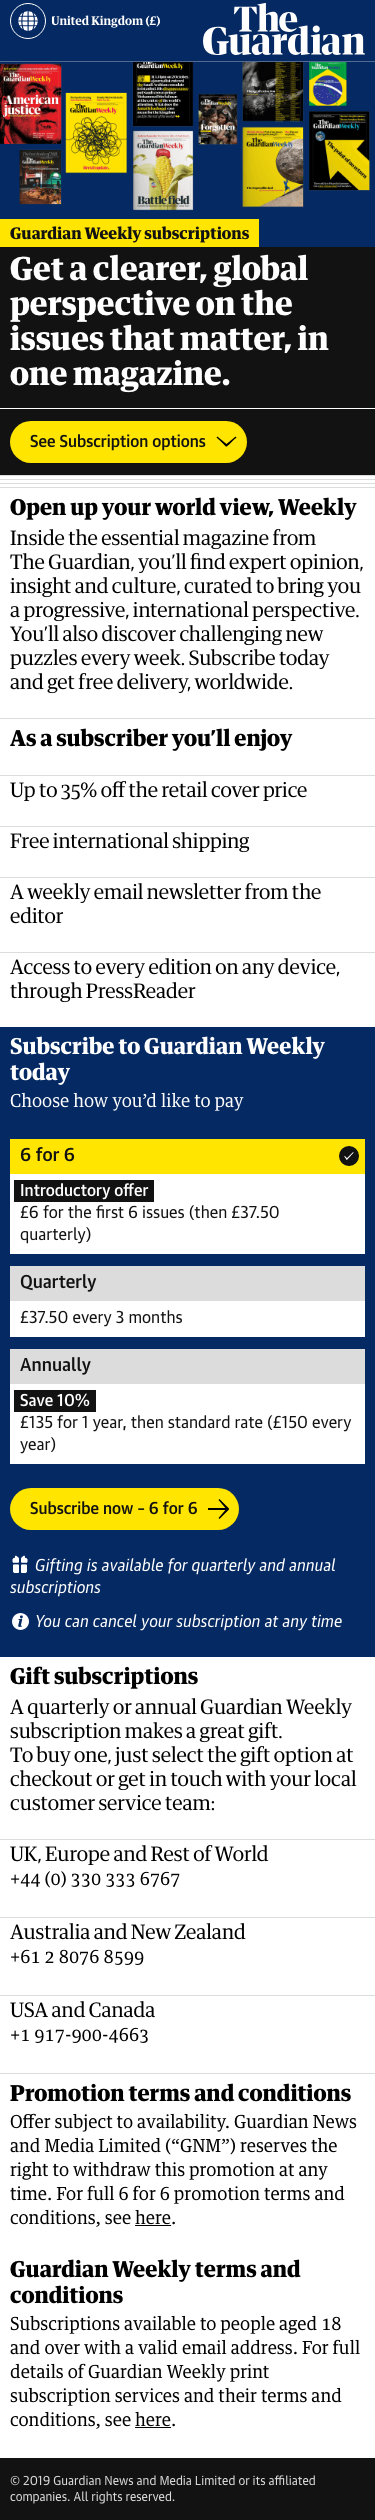 United Kingdom (£)
The
Guardian
The
GuardianWeekly
American
justice
The
GuardianWeekly
Battlefield
Forgotten
The
GuardianWeekly
Guardian Weekly subscriptions
Get a clearer, global
perspective on the
issues that matter, in
one magazine.
See Subscription options
Open up your world view, Weekly
Inside the essential magazine from
The Guardian, you’ll find expert opinion,
insight and culture, curated to bring you
a progressive, international perspective.
You’ll also discover challenging new
puzzles every week. Subscribe today
and get free delivery, worldwide.
As a subscriber you’ll enjoy
Up to 35% off the retail cover price
Free international shipping
A weekly email newsletter from the
editor
Access to every edition on any device,
through PressReader
Subscribe to Guardian Weekly
today
Choose how you’d like to pay
6 for 6
Introductory offer
£6 for the first 6 issues (then £37.50
quarterly)
Quarterly
£37.50 every 3 months
Annually
Save 10%
£135 for 1 year, then standard rate (£150 every
year)
Subscribe now – 6 for 6
Gifting is available for quarterly and annual
subscriptions
You can cancel your subscription at any time
Gift subscriptions
A quarterly or annual Guardian Weekly
subscription makes a great gift.
To buy one, just select the gift option at
checkout or get in touch with your local
customer service team:
UK, Europe and Rest of World
+44 (0) 330 333 6767
Australia and New Zealand
+61 2 8076 8599
USA and Canada
+1 917-900-4663
Promotion terms and conditions
Offer subject to availability. Guardian News
and Media Limited (“GNM”) reserves the
right to withdraw this promotion at any
time. For full 6 for 6 promotion terms and
conditions, see here.
Guardian Weekly terms and
conditions
Subscriptions available to people aged 18
and over with a valid email address. For full
details of Guardian Weekly print
subscription services and their terms and
conditions, see here.
© 2019 Guardian News and Media Limited or its affiliated
companies. All rights reserved.